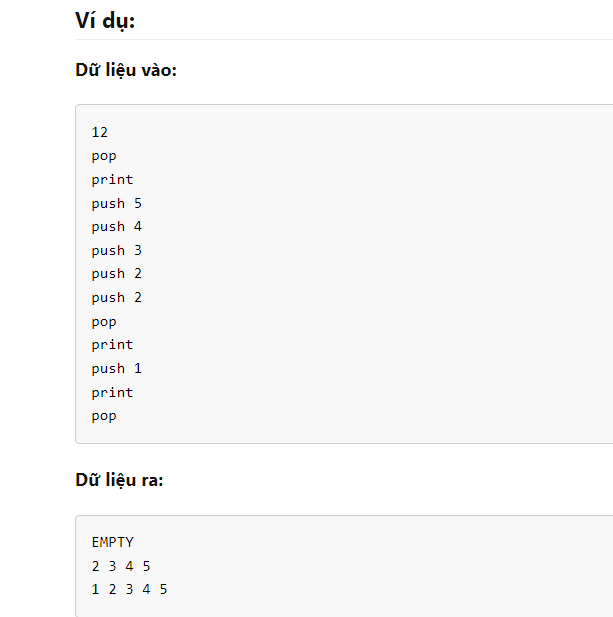 Ví dụ:
Dữ liệu vào:
12
pop
print
push 5
push 4
push 3
push 2
push 2
pop
print
push 1
print
pop
Dữ liệu ra:
EMPTY
2 3 4 5
1 2 3 4 5